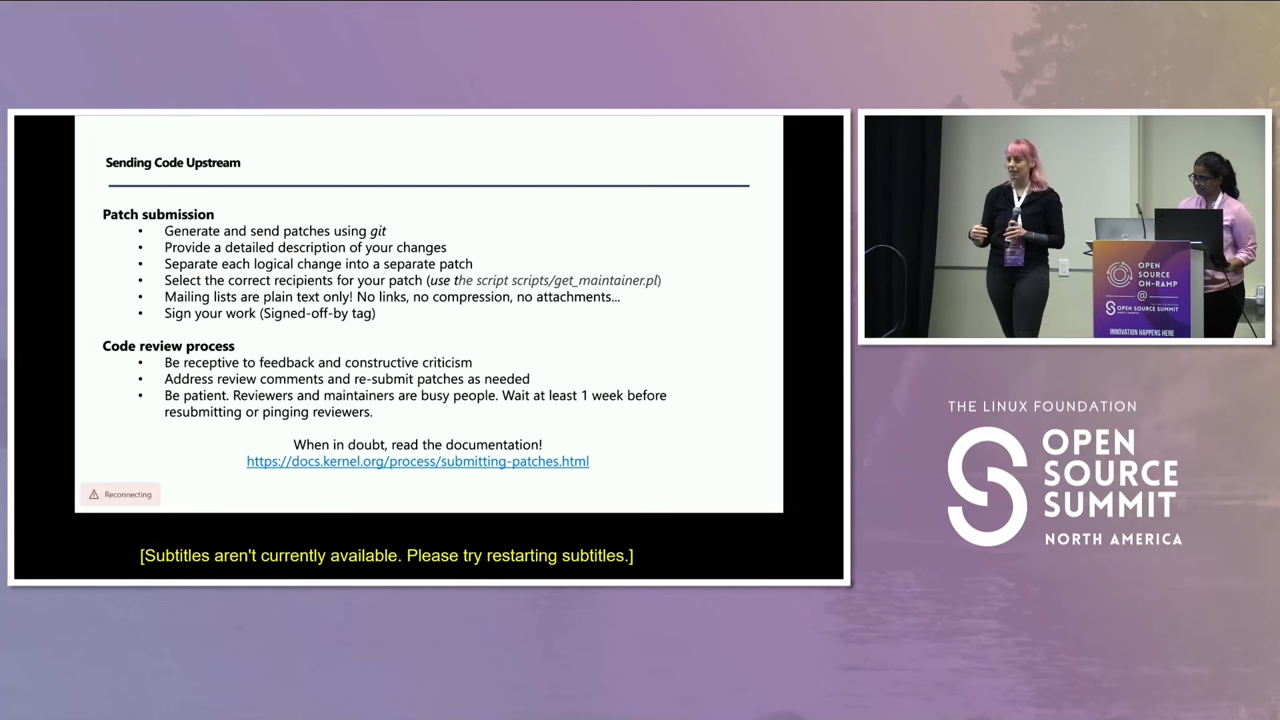 Sending Code Upstream
Patch submission
• Generate and send patches using git
• Provide a detailed description of your changes
• Separate each logical change into a separate patch
• Select the correct recipients for your patch (use the script scripts/get_maintainer.pl)
• Mailing lists are plain text only! No links, no compression, no attachments...
• Sign your work (Signed-off-by tag)
Code review process
• Be receptive to feedback and constructive criticism
• Address review comments and re-submit patches as needed
• Be patient. Reviewers and maintainers are busy people. Wait at least 1 week before
resubmitting or pinging reviewers.
When in doubt, read the documentation!
https://docs.kernel.org/process/submitting-patches.html
Reconnecting
[Subtitles aren't currently available. Please try restarting subtitles.]
OPEN
SOURCE
ON-RAMP
@
OPEN SOURCE SUMMIT
NORTH AMERICA
INNOVATION HAPPENS HERE
THE LINUX FOUNDATION
OPEN
SOURCE
SUMMIT
NORTH AMERICA